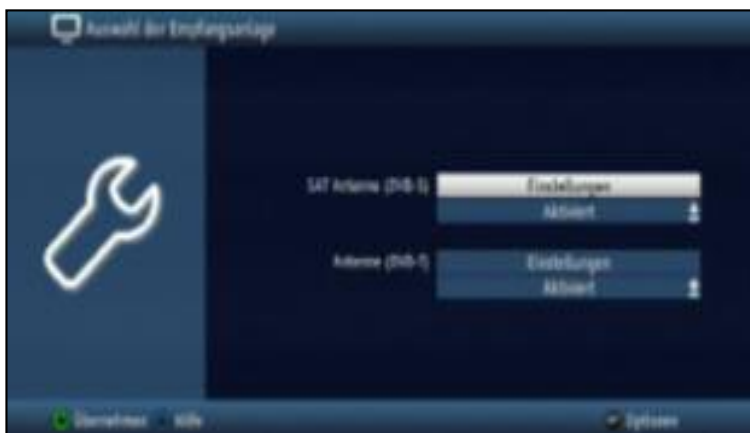 Auswahl der Empfangsanlage
SAT Antenne (DVB-S)
Einstellungen
Aktiviert
Antenne (DVB-T)
Einstellungen
Aktiviert
Übernehmen
Hilfe
Optionen